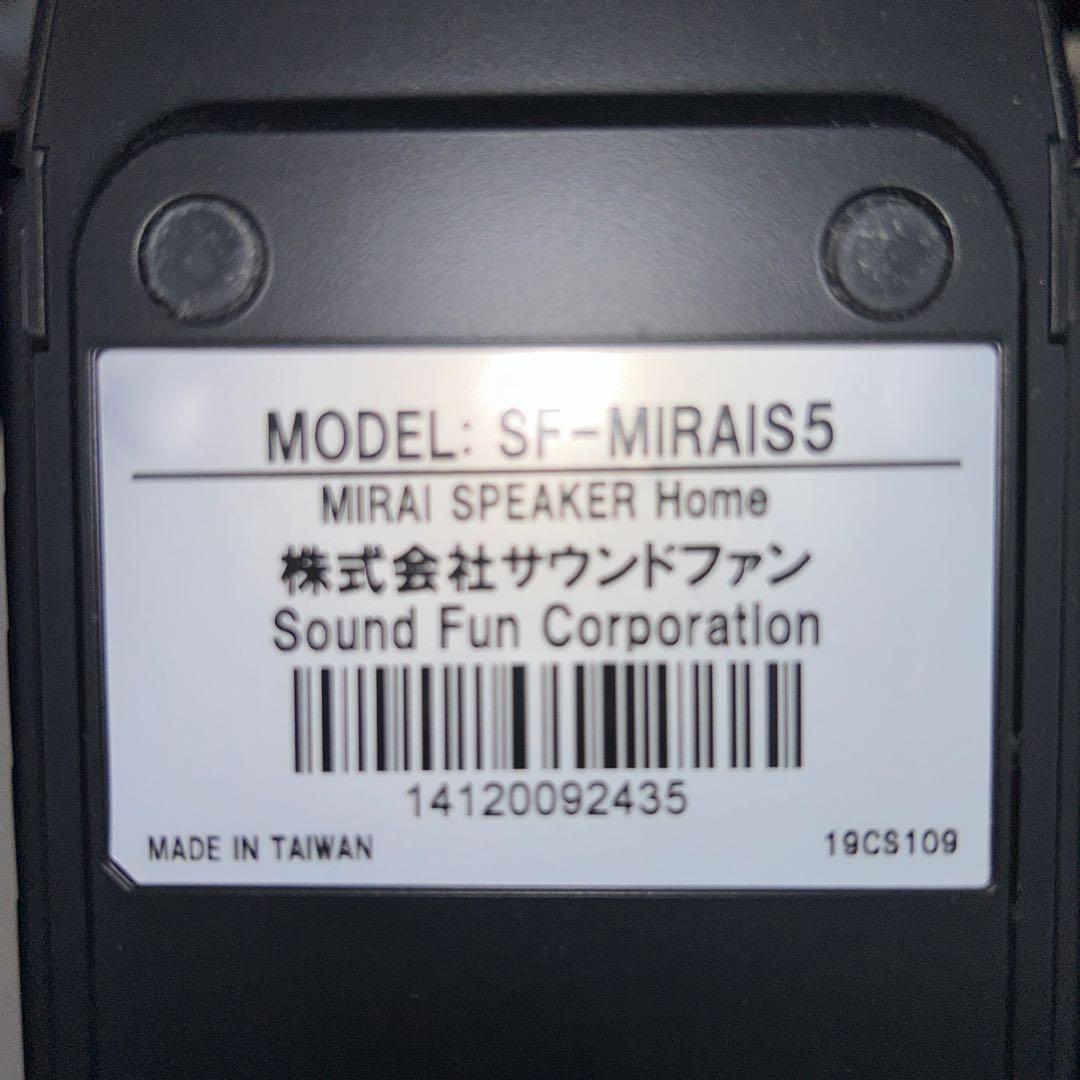 MODEL: SF-MIRAIS5
MIRAI SPEAKER Home
株式会社サウンドファン
Sound Fun Corporation
14120092435
MADE IN TAIWAN
19CS109